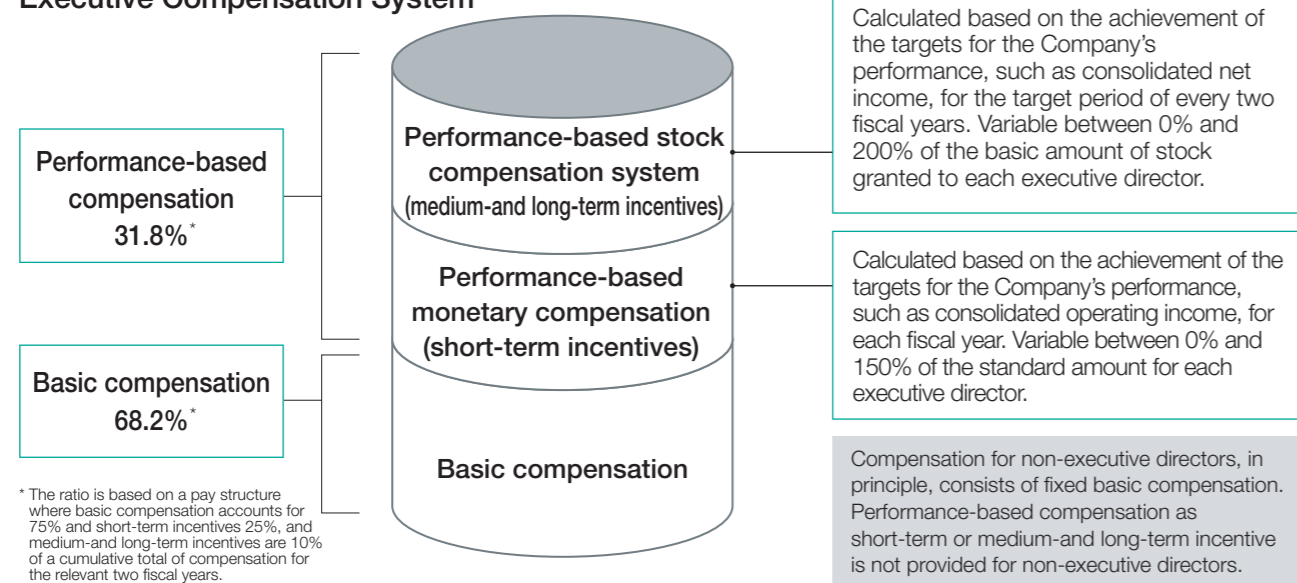 Executive Compensation System
Performance-based
compensation
31.8%*
Basic compensation
68.2%*
* The ratio is based on a pay structure
where basic compensation accounts for
75% and short-term incentives 25%, and
medium-and long-term incentives are 10%
of a cumulative total of compensation for
the relevant two fiscal years.
Performance-based stock
compensation system
(medium-and long-term incentives)
Performance-based
monetary compensation
(short-term incentives)
Basic compensation
Calculated based on the achievement of
the targets for the Company's
performance, such as consolidated net
income, for the target period of every two
fiscal years. Variable between 0% and
200% of the basic amount of stock
granted to each executive director.
Calculated based on the achievement of the
targets for the Company's performance,
such as consolidated operating income, for
each fiscal year. Variable between 0% and
150% of the standard amount for each
executive director.
Compensation for non-executive directors, in
principle, consists of fixed basic compensation.
Performance-based compensation as
short-term or medium-and long-term incentive
is not provided for non-executive directors.